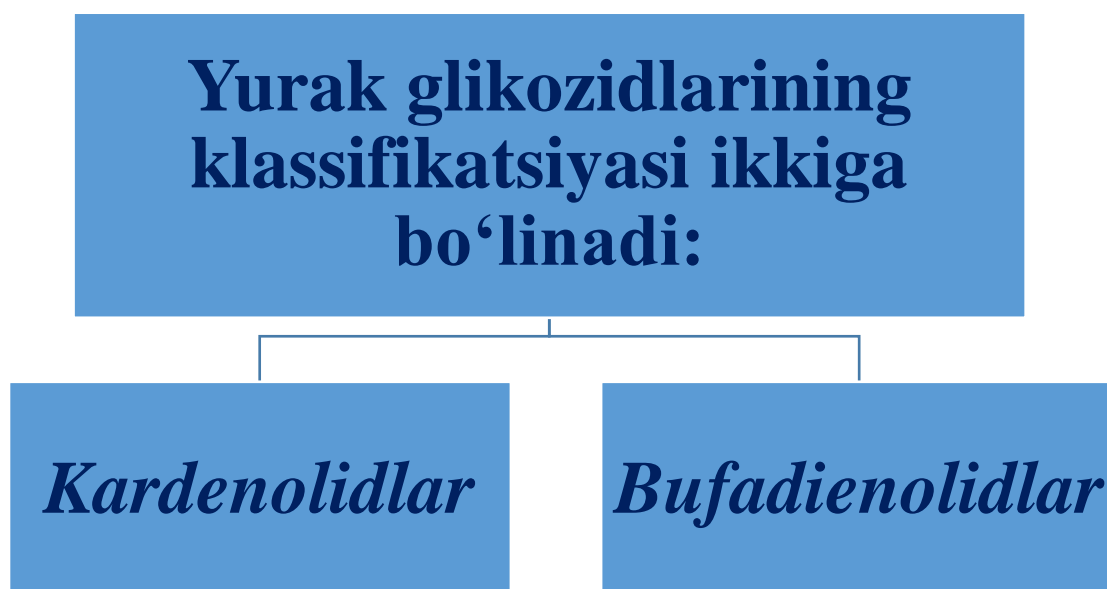 Yurak glikozidlarining
klassifikatsiyasi ikkiga
bo‘linadi:
Kardenolidlar
Bufadienolidlar